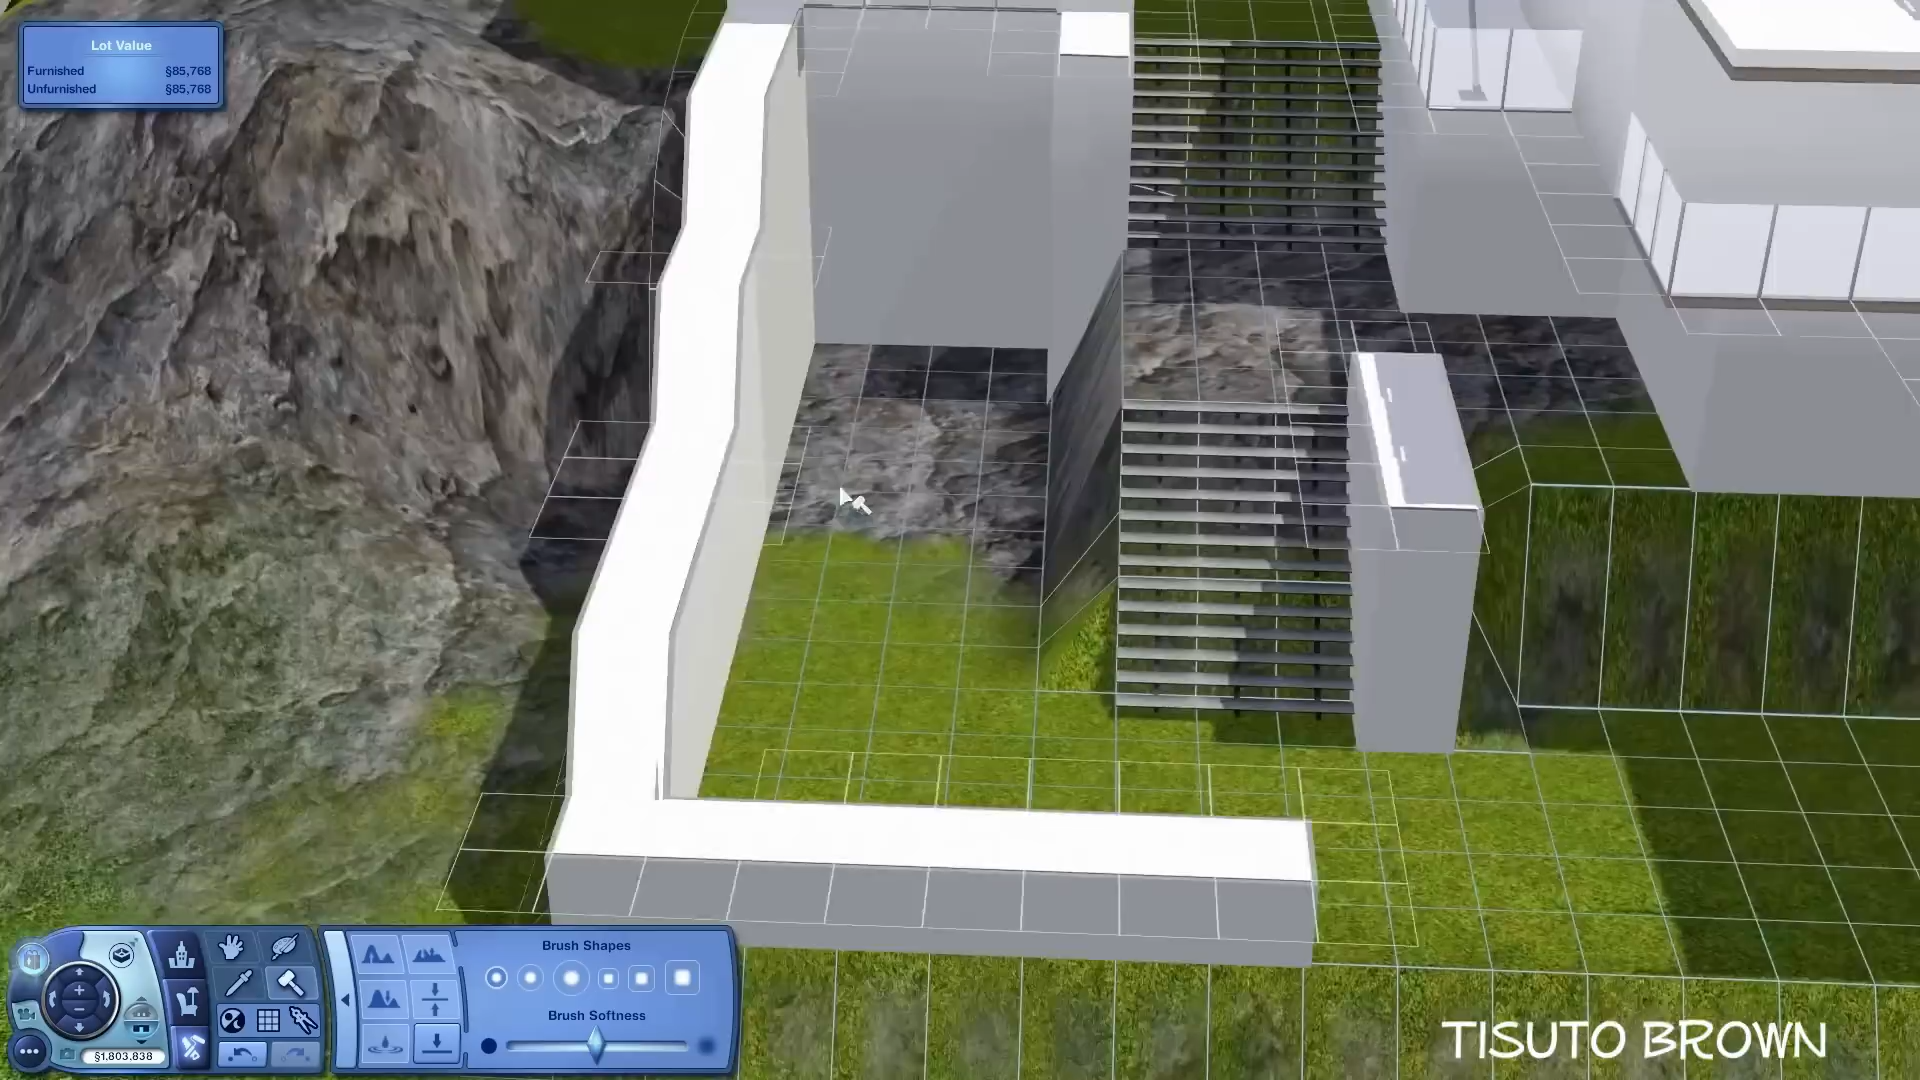 Lot Value
Furnished §85,768
Unfurnished §85,768
Brush Shapes
Brush Softness
§1,803,838
TISUTO BROWN